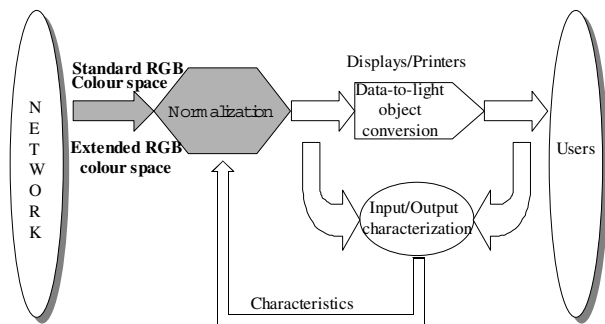 NETWORK
Standard RGB
Colour space
Extended RGB
colour space
Normalization
Displays/Printers
Data-to-light
object
conversion
Input/Output
characterization
Characteristics
Users